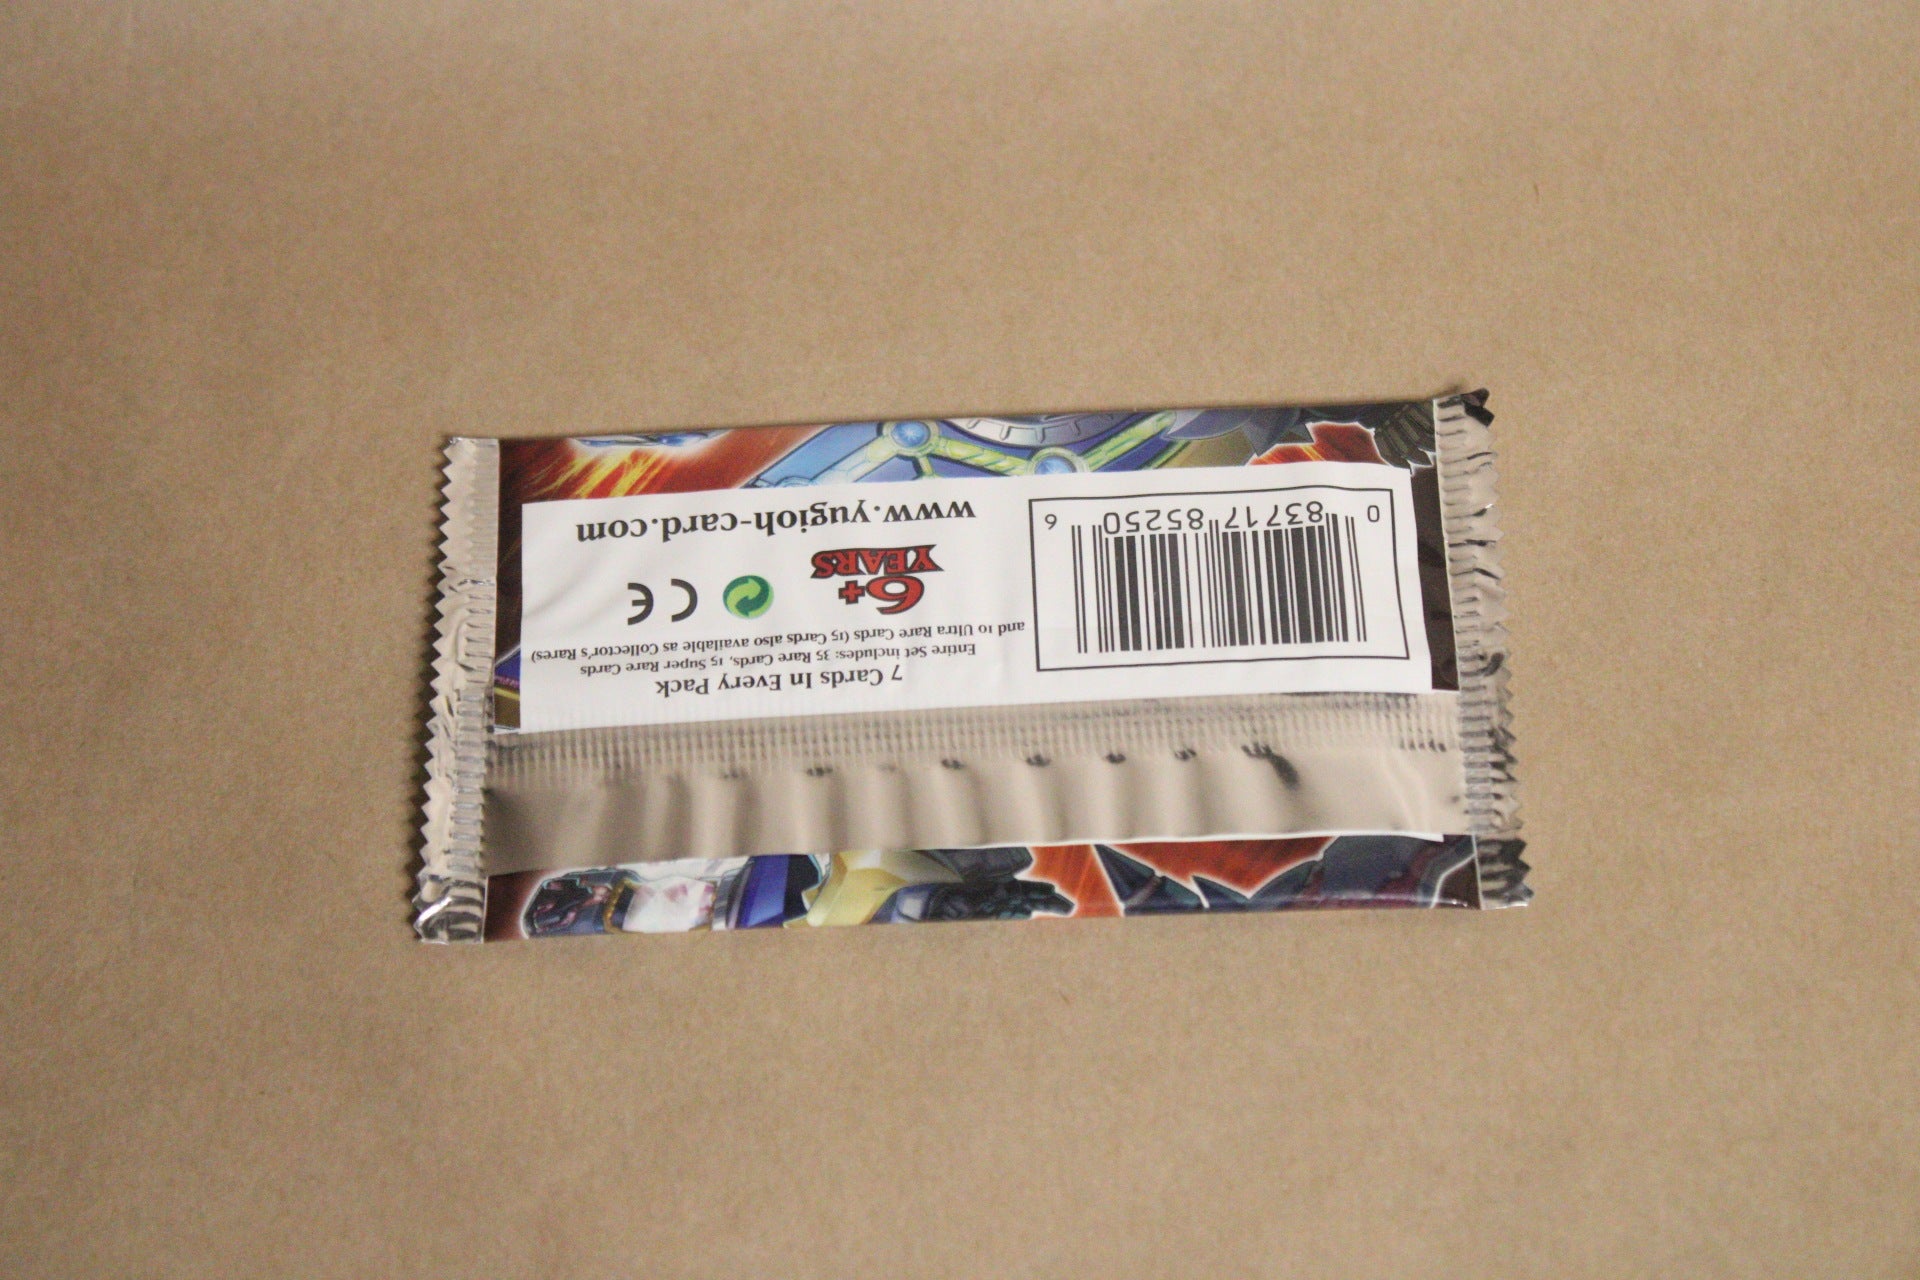 7 Cards In Every Pack
Entire Set includes: 35 Rare Cards, 15 Super Rare Cards
and 10 Ultra Rare Cards (15 Cards also available as Collector's Rares)
6+
YEARS
CE
www.yugioh-card.com
0 83717 85250 6